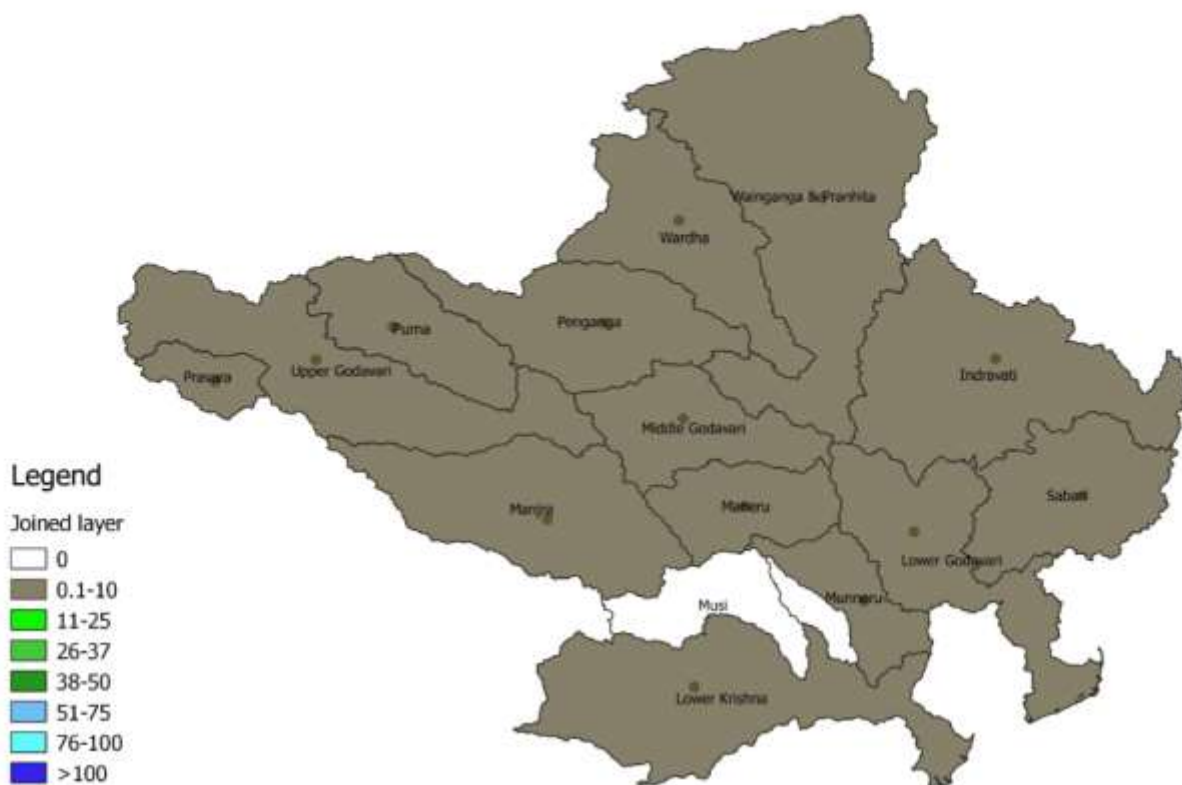 Wainganga & Pranhita
Wardha
Purna
Penganga
Pravara
Upper Godavari
Indravati
Middle Godavari
Manjra
Maneru
Sabari
Lower Godavari
Munneru
Musi
Lower Krishna
Legend
Joined layer
0
0.1-10
11-25
26-37
38-50
51-75
76-100
>100